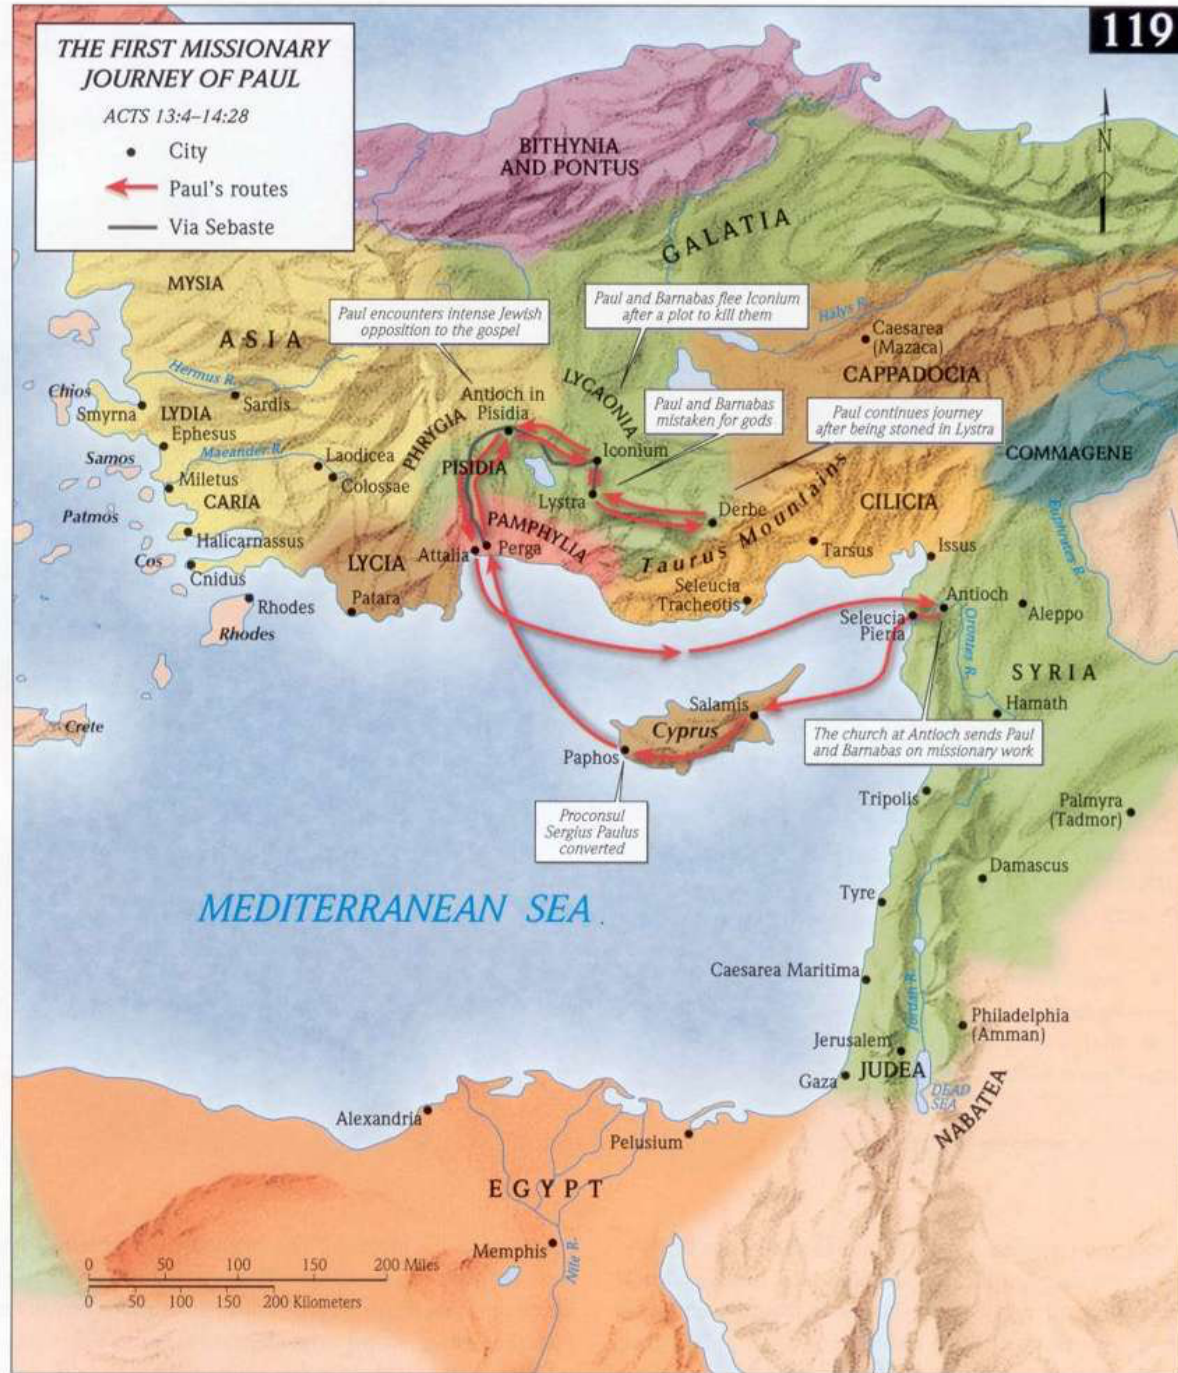 119
THE FIRST MISSIONARY
JOURNEY OF PAUL
ACTS 13:4–14:28
City
Paul's routes
Via Sebaste
N
BITHYNIA
AND PONTUS
GALATIA
MYSIA
ASIA
Paul encounters intense Jewish
opposition to the gospel
Paul and Barnabas flee Iconium
after a plot to kill them
Halys R.
Caesarea
(Mazaca)
CAPPADOCIA
Hermus R.
Chios
Smyrna
LYDIA
Sardis
Ephesus
Antioch in
Pisidia
LYCAONIA
Paul and Barnabas
mistaken for gods
Paul continues journey
after being stoned in Lystra
COMMAGENE
PHRYGIA
Samos
Maeander R.
Laodicea
Colossae
Miletus
CARIA
PISIDIA
Iconium
Lystra
Derbe
CILICIA
Patmos
Halicarnassus
PAMPHYLIA
Taurus Mountains
Tarsus
Issus
Euphrates R.
Cos
Cnidus
LYCIA
Attalia
Perga
Seleucia
Tracheotis
Rhodes
Patara
Rhodes
Seleucia
Pieria
Antioch
Aleppo
Orontes R.
SYRIA
Crete
Salamis
Cyprus
Hamath
Paphos
The church at Antioch sends Paul
and Barnabas on missionary work
Proconsul
Sergius Paulus
converted
Tripolis
Palmyra
(Tadmor)
Damascus
MEDITERRANEAN SEA
Tyre
Caesarea Maritima
Jordan R.
Philadelphia
(Amman)
Jerusalem
JUDEA
Gaza
DEAD
SEA
NABATEA
Alexandria
Pelusium
EGYPT
Memphis
Nile R.
0 50 100 150 200 Miles
0 50 100 150 200 Kilometers